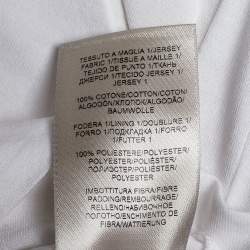 TESSUTO A MAGLIA 1/JERSEY
FABRIC 1/TISSU A MAILLE 1/
TEJIDO DE PUNTO 1/ТКАНЬ
ДЖЕРСИ 1/TECIDO JERSEY 1
JERSEY 1
100% COTONE/COTTON/COTON/
ALGODÓN/ХЛОПОК/ALGODÃO/
BAUMWOLLE
FODERA 1/LINING 1/DOUBLURE 1/
FORRO 1/ПОДКЛАДКА 1/FORRO
1/FUTTER 1
100% POLIESTERE/POLYESTER/
POLYESTER/POLIÉSTER/
ПОЛИЭСТЕР/POLIÉSTER/
POLYESTER
IMBOTTITURA FIBRA/FIBRE
PADDING/REMBOURRAGE/
RELLENO/НАБИВОЧНОЕ
ПОЛОТНО/ENCHIMENTO DE
FIBRA/WATTIERUNG